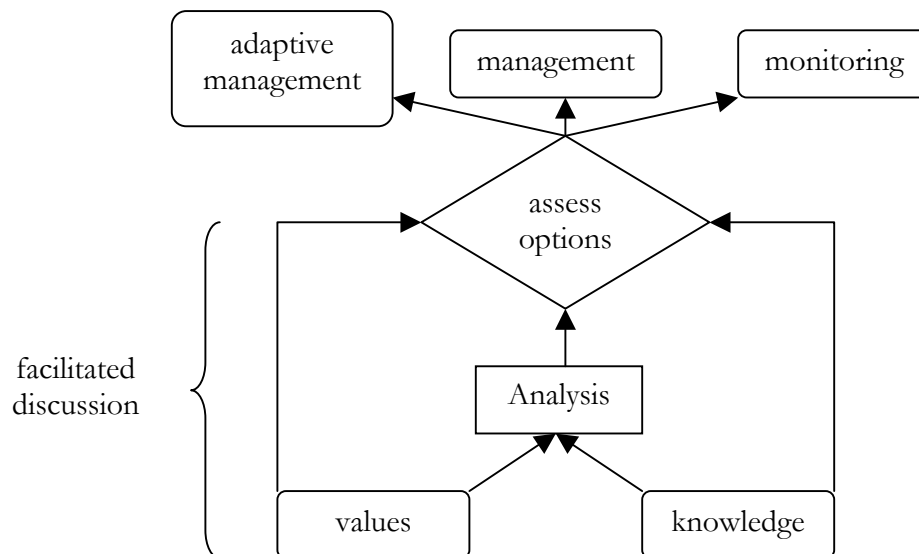 adaptive
management
management
monitoring
assess
options
facilitated
discussion
Analysis
values
knowledge